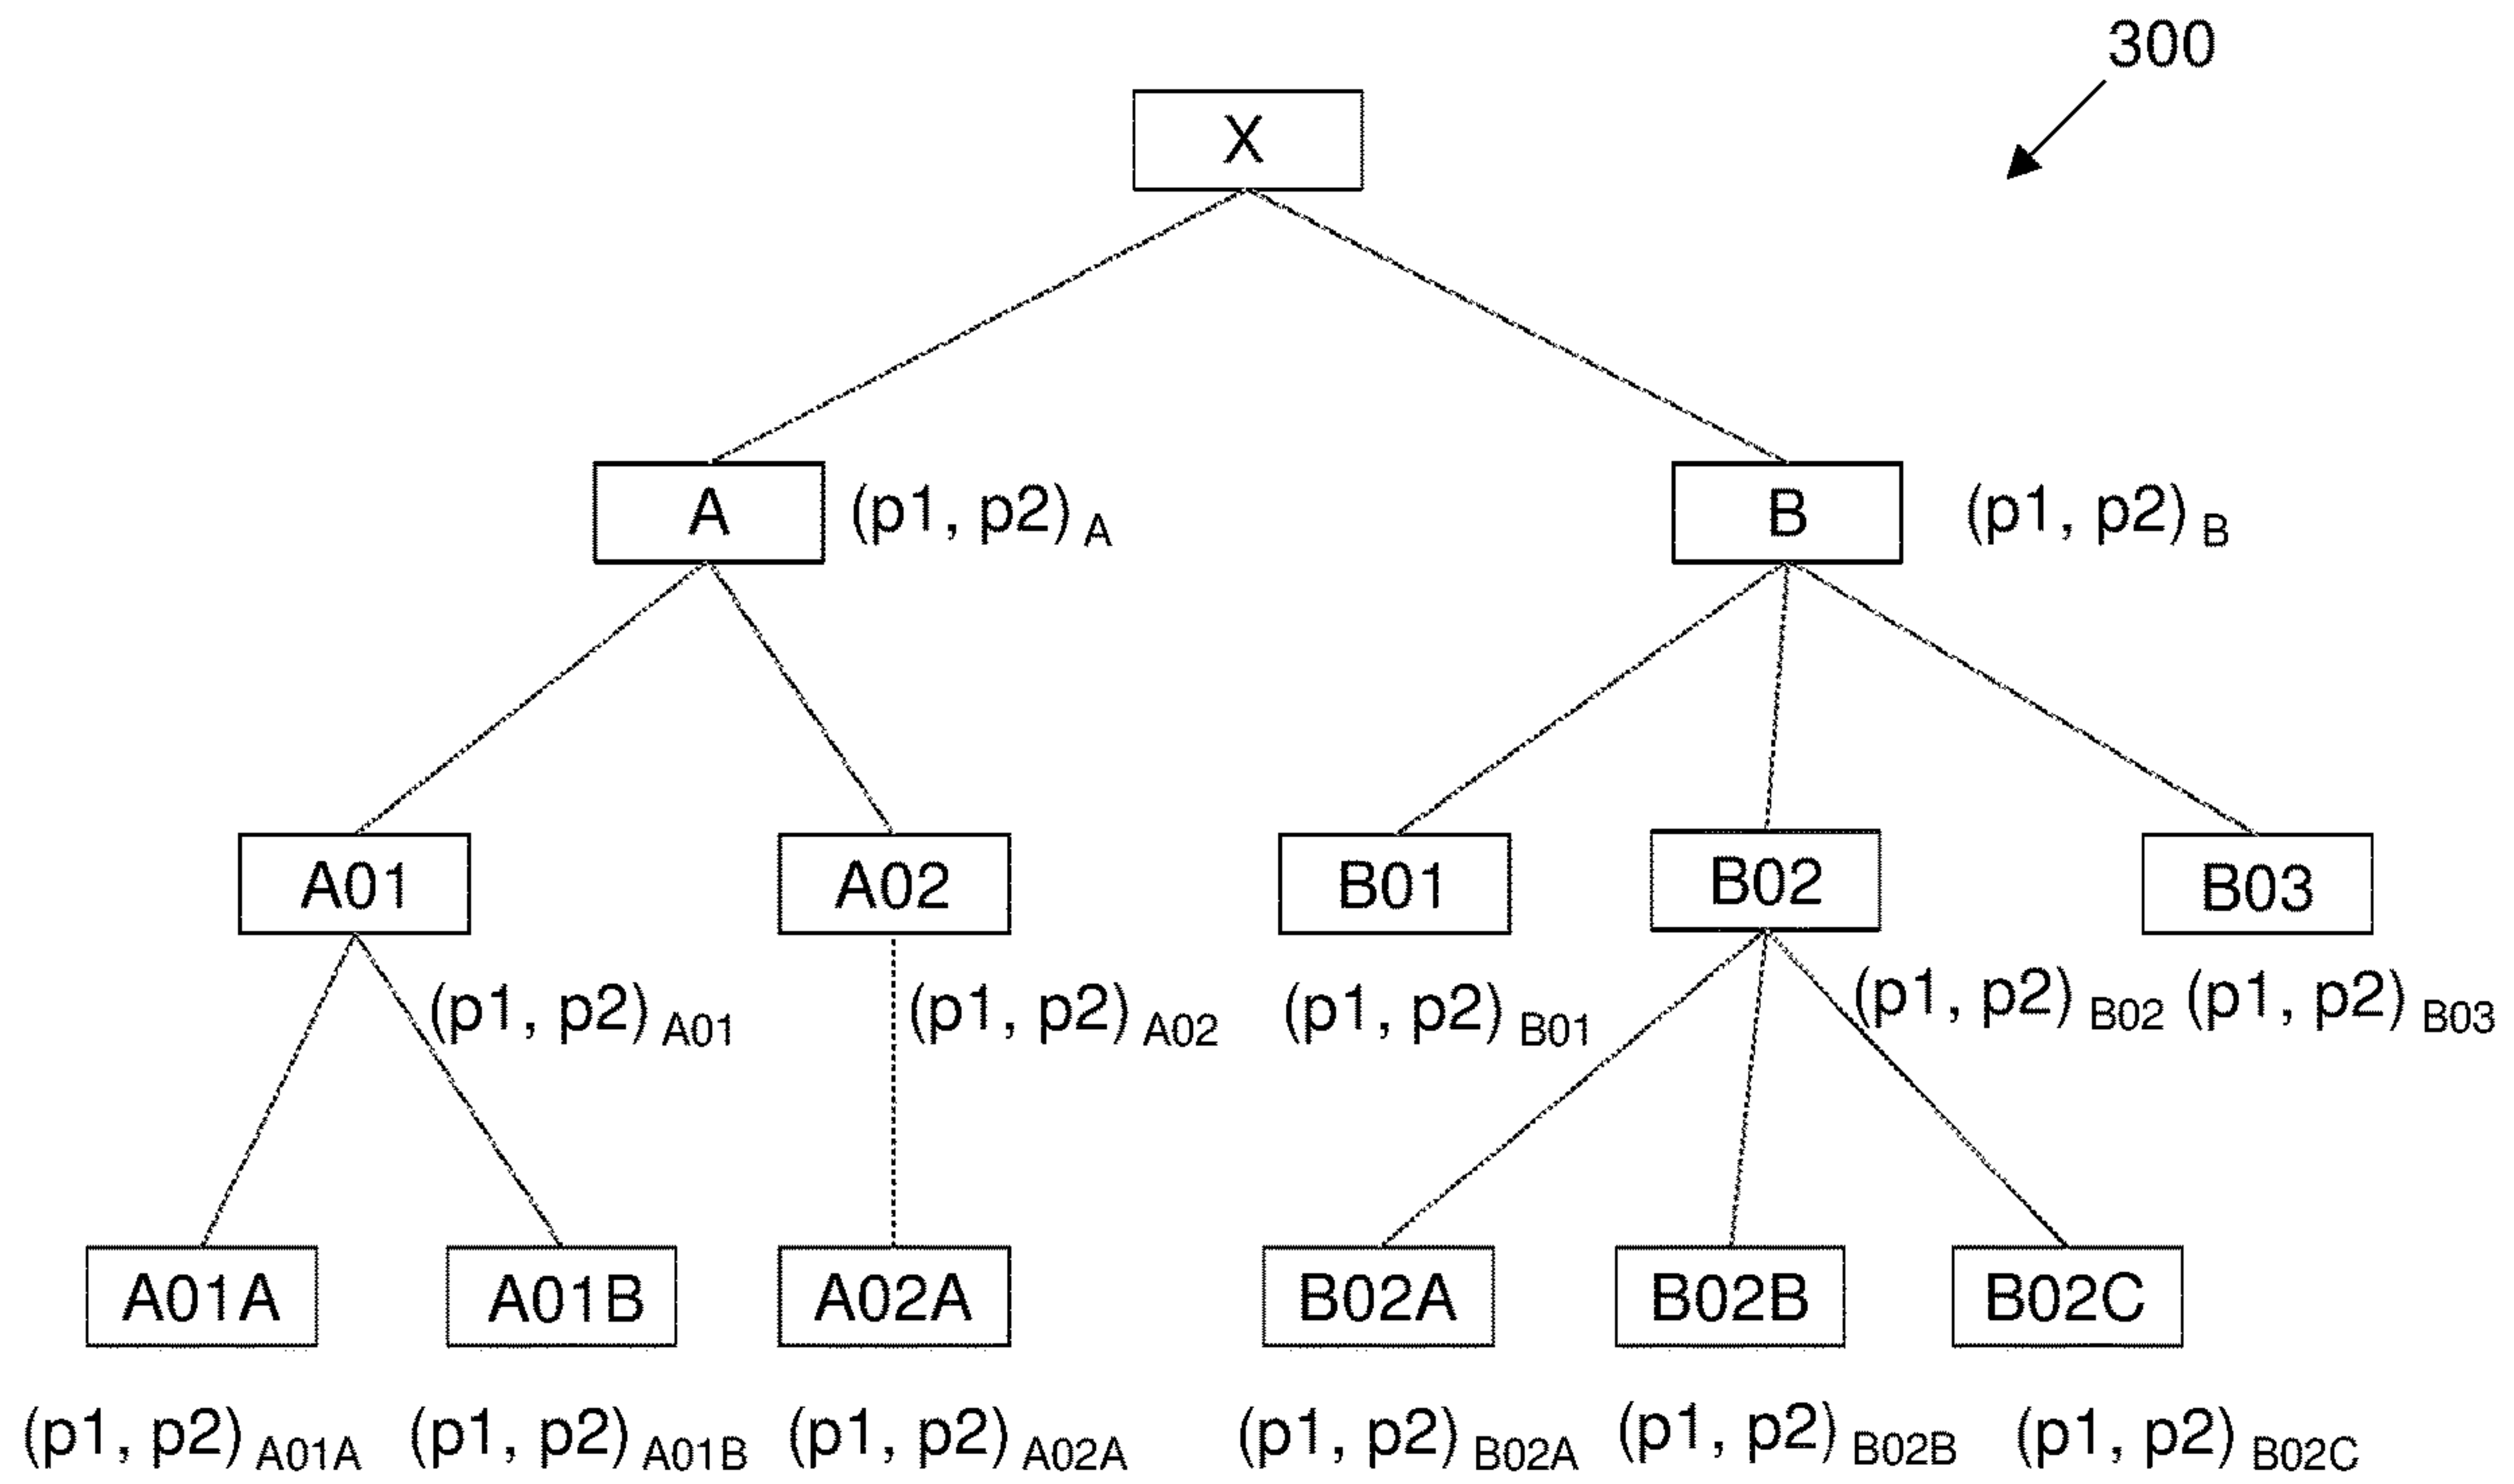 300
X
A (p1, p2) A
B (p1, p2) B
A01 A02 B01 B02 B03
(p1, p2) A01 (p1, p2) A02 (p1, p2) B01 (p1, p2) B02 (p1, p2) B03
A01A A01B A02A B02A B02B B02C
(p1, p2) A01A (p1, p2) A01B (p1, p2) A02A (p1, p2) B02A (p1, p2) B02B (p1, p2) B02C